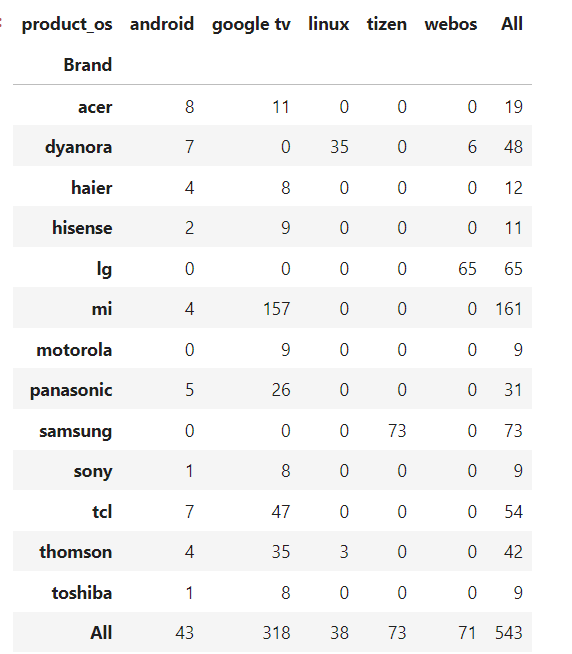 product_os android google tv linux tizen webos All
Brand
acer 8 11 0 0 0 19
dyanora 7 0 35 0 6 48
haier 4 8 0 0 0 12
hisense 2 9 0 0 0 11
lg 0 0 0 0 65 65
mi 4 157 0 0 0 161
motorola 0 9 0 0 0 9
panasonic 5 26 0 0 0 31
samsung 0 0 0 73 0 73
sony 1 8 0 0 0 9
tcl 7 47 0 0 0 54
thomson 4 35 3 0 0 42
toshiba 1 8 0 0 0 9
All 43 318 38 73 71 543